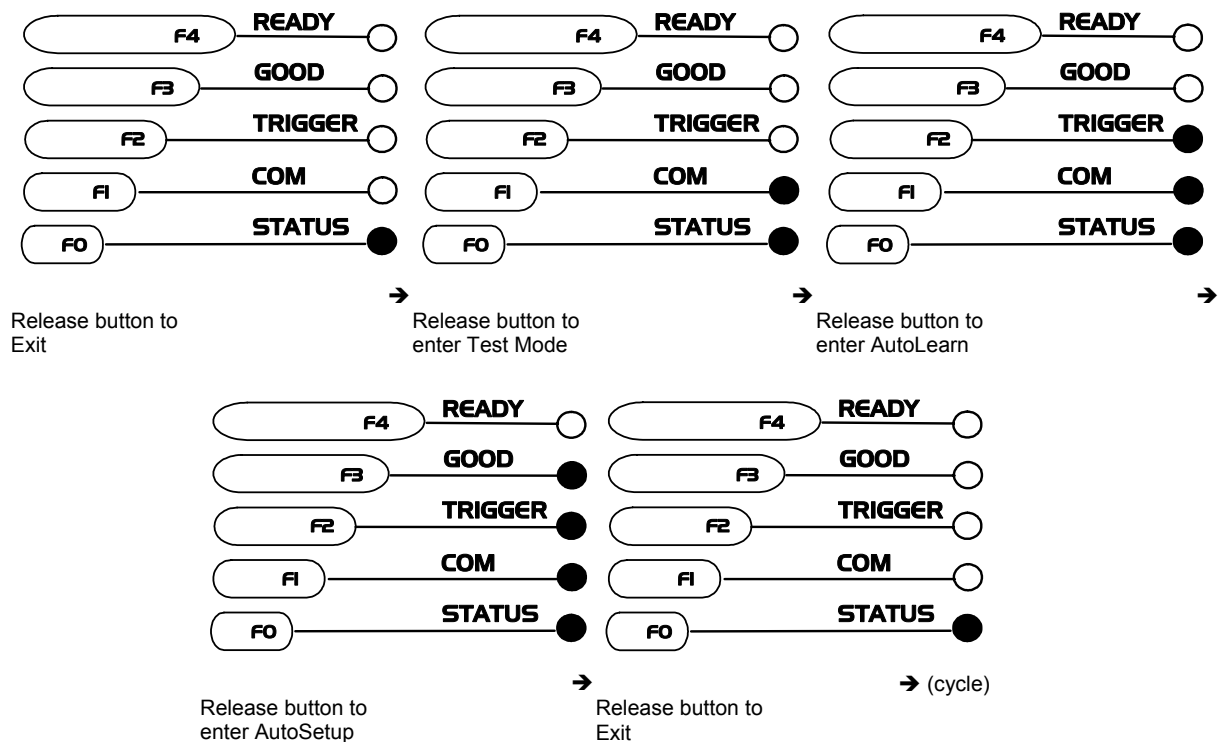 F4 READY
F3 GOOD
F2 TRIGGER
F1 COM
F0 STATUS
➔
Release button to
Exit
F4 READY
F3 GOOD
F2 TRIGGER
F1 COM
F0 STATUS
➔
Release button to
enter Test Mode
F4 READY
F3 GOOD
F2 TRIGGER
F1 COM
F0 STATUS
➔
Release button to
enter AutoLearn
F4 READY
F3 GOOD
F2 TRIGGER
F1 COM
F0 STATUS
➔
Release button to
enter AutoSetup
F4 READY
F3 GOOD
F2 TRIGGER
F1 COM
F0 STATUS
➔ (cycle)
Release button to
Exit